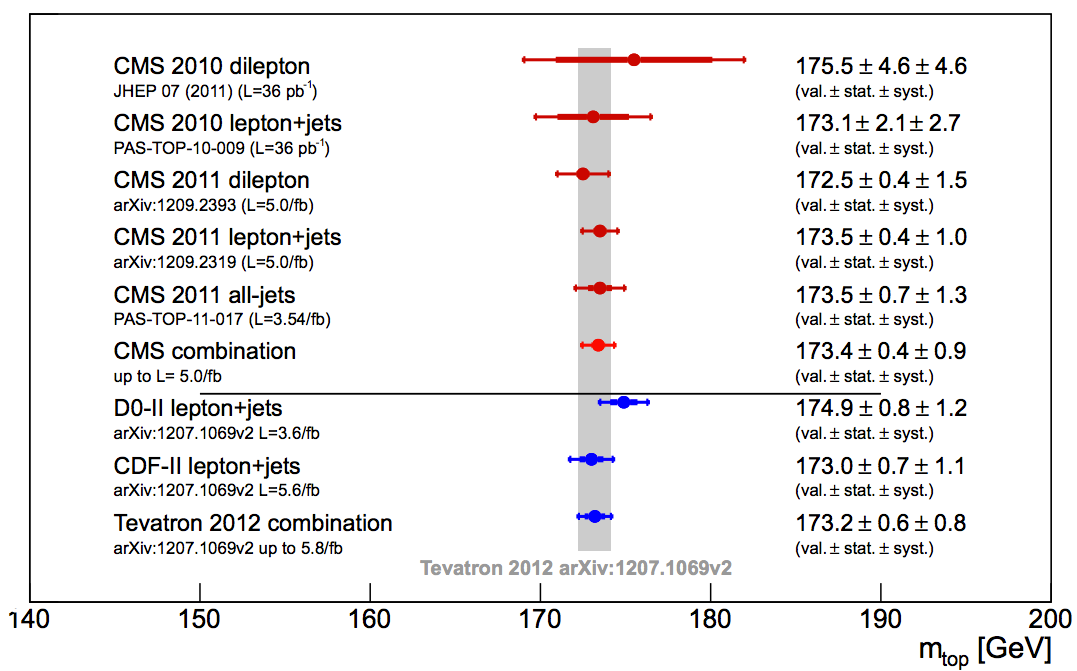 CMS 2010 dilepton 175.5 ± 4.6 ± 4.6
JHEP 07 (2011) (L=36 pb⁻¹) (val. ± stat. ± syst.)
CMS 2010 lepton+jets 173.1 ± 2.1 ± 2.7
PAS-TOP-10-009 (L=36 pb⁻¹) (val. ± stat. ± syst.)
CMS 2011 dilepton 172.5 ± 0.4 ± 1.5
arXiv:1209.2393 (L=5.0/fb) (val. ± stat. ± syst.)
CMS 2011 lepton+jets 173.5 ± 0.4 ± 1.0
arXiv:1209.2319 (L=5.0/fb) (val. ± stat. ± syst.)
CMS 2011 all-jets 173.5 ± 0.7 ± 1.3
PAS-TOP-11-017 (L=3.54/fb) (val. ± stat. ± syst.)
CMS combination 173.4 ± 0.4 ± 0.9
up to L= 5.0/fb (val. ± stat. ± syst.)
D0-II lepton+jets 174.9 ± 0.8 ± 1.2
arXiv:1207.1069v2 L=3.6/fb (val. ± stat. ± syst.)
CDF-II lepton+jets 173.0 ± 0.7 ± 1.1
arXiv:1207.1069v2 L=5.6/fb (val. ± stat. ± syst.)
Tevatron 2012 combination 173.2 ± 0.6 ± 0.8
arXiv:1207.1069v2 up to 5.8/fb (val. ± stat. ± syst.)
Tevatron 2012 arXiv:1207.1069v2
140 150 160 170 180 190 200
m_top [GeV]